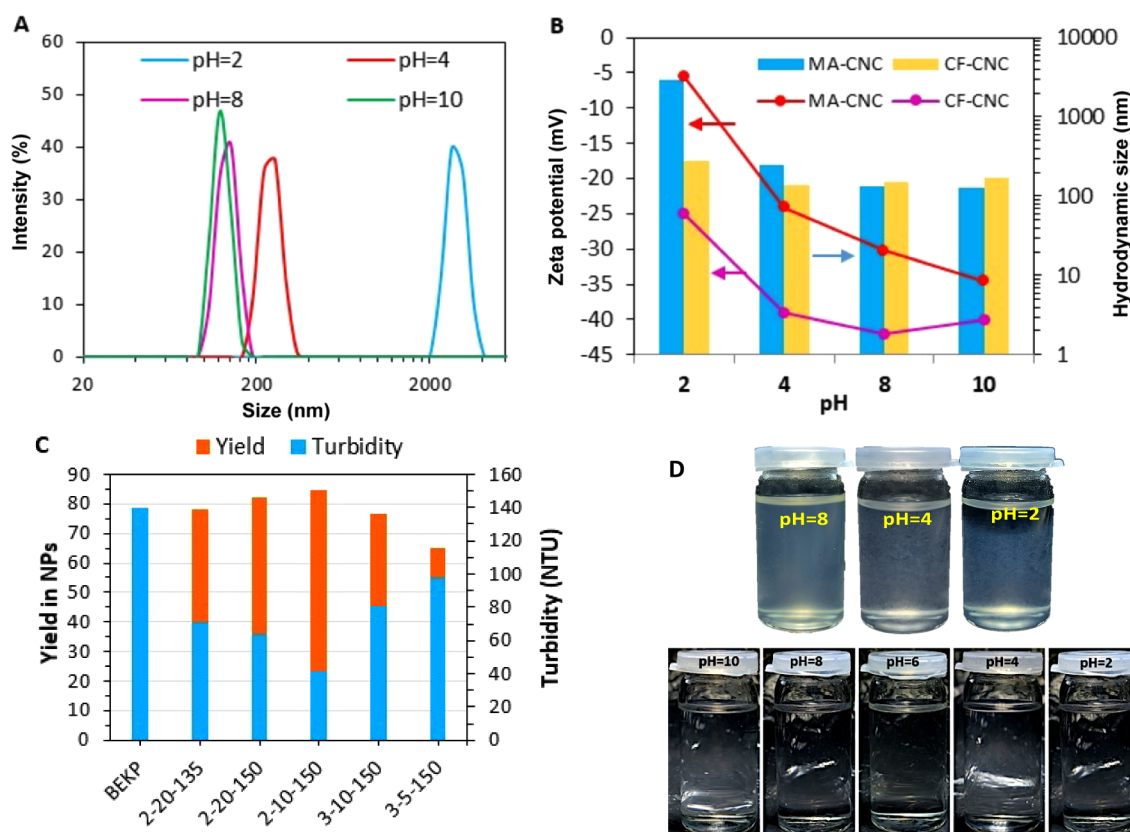 A
60
50
40
30
20
10
0
Intensity (%)
pH=2
pH=4
pH=8
pH=10
20
200
2000
Size (nm)
B
0
-5
-10
-15
-20
-25
-30
-35
-40
-45
Zeta potential (mV)
MA-CNC
CF-CNC
MA-CNC
CF-CNC
10000
1000
100
10
1
Hydrodynamic size (nm)
2
4
8
10
pH
C
Yield
Turbidity
90
80
70
60
50
40
30
20
10
0
Yield in NPs
160
140
120
100
80
60
40
20
0
Turbidity (NTU)
BEKP
2-20-135
2-20-150
2-10-150
3-10-150
3-5-150
D
pH=8
pH=4
pH=2
pH=10
pH=8
pH=6
pH=4
pH=2